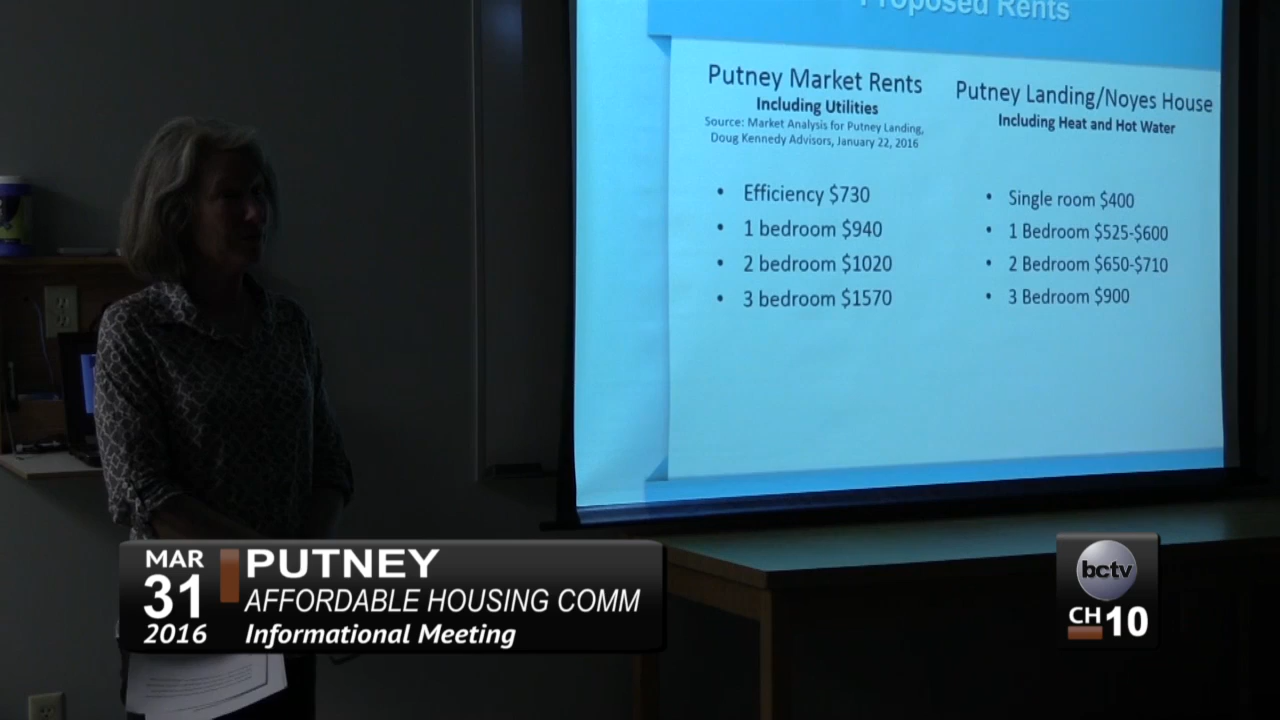 Proposed Rents
Putney Market Rents
Including Utilities
Source: Market Analysis for Putney Landing,
Doug Kennedy Advisors, January 22, 2016
• Efficiency $730
• 1 bedroom $940
• 2 bedroom $1020
• 3 bedroom $1570
Putney Landing/Noyes House
Including Heat and Hot Water
• Single room $400
• 1 Bedroom $525-$600
• 2 Bedroom $650-$710
• 3 Bedroom $900
MAR
31
2016
PUTNEY
AFFORDABLE HOUSING COMM
Informational Meeting
bctv
CH 10